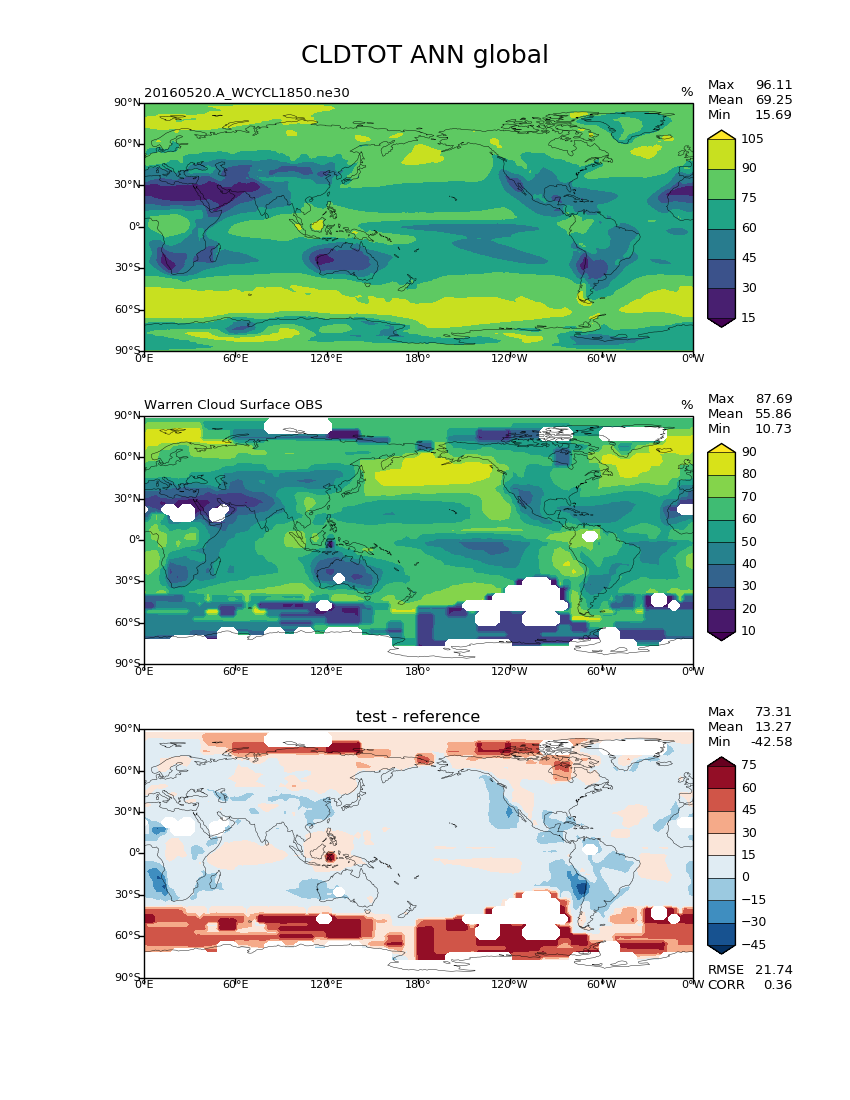 CLDTOT ANN global
20160520.A_WCYCL1850.ne30
%
Max 96.11
Mean 69.25
Min 15.69
90°N
60°N
30°N
0°
30°S
60°S
90°S
0°E 60°E 120°E 180° 120°W 60°W 0°W
105
90
75
60
45
30
15
Warren Cloud Surface OBS
%
Max 87.69
Mean 55.86
Min 10.73
90°N
60°N
30°N
0°
30°S
60°S
90°S
0°E 60°E 120°E 180° 120°W 60°W 0°W
90
80
70
60
50
40
30
20
10
test - reference
Max 73.31
Mean 13.27
Min -42.58
90°N
60°N
30°N
0°
30°S
60°S
90°S
0°E 60°E 120°E 180° 120°W 60°W 0°W
75
60
45
30
15
0
−15
−30
−45
RMSE 21.74
CORR 0.36